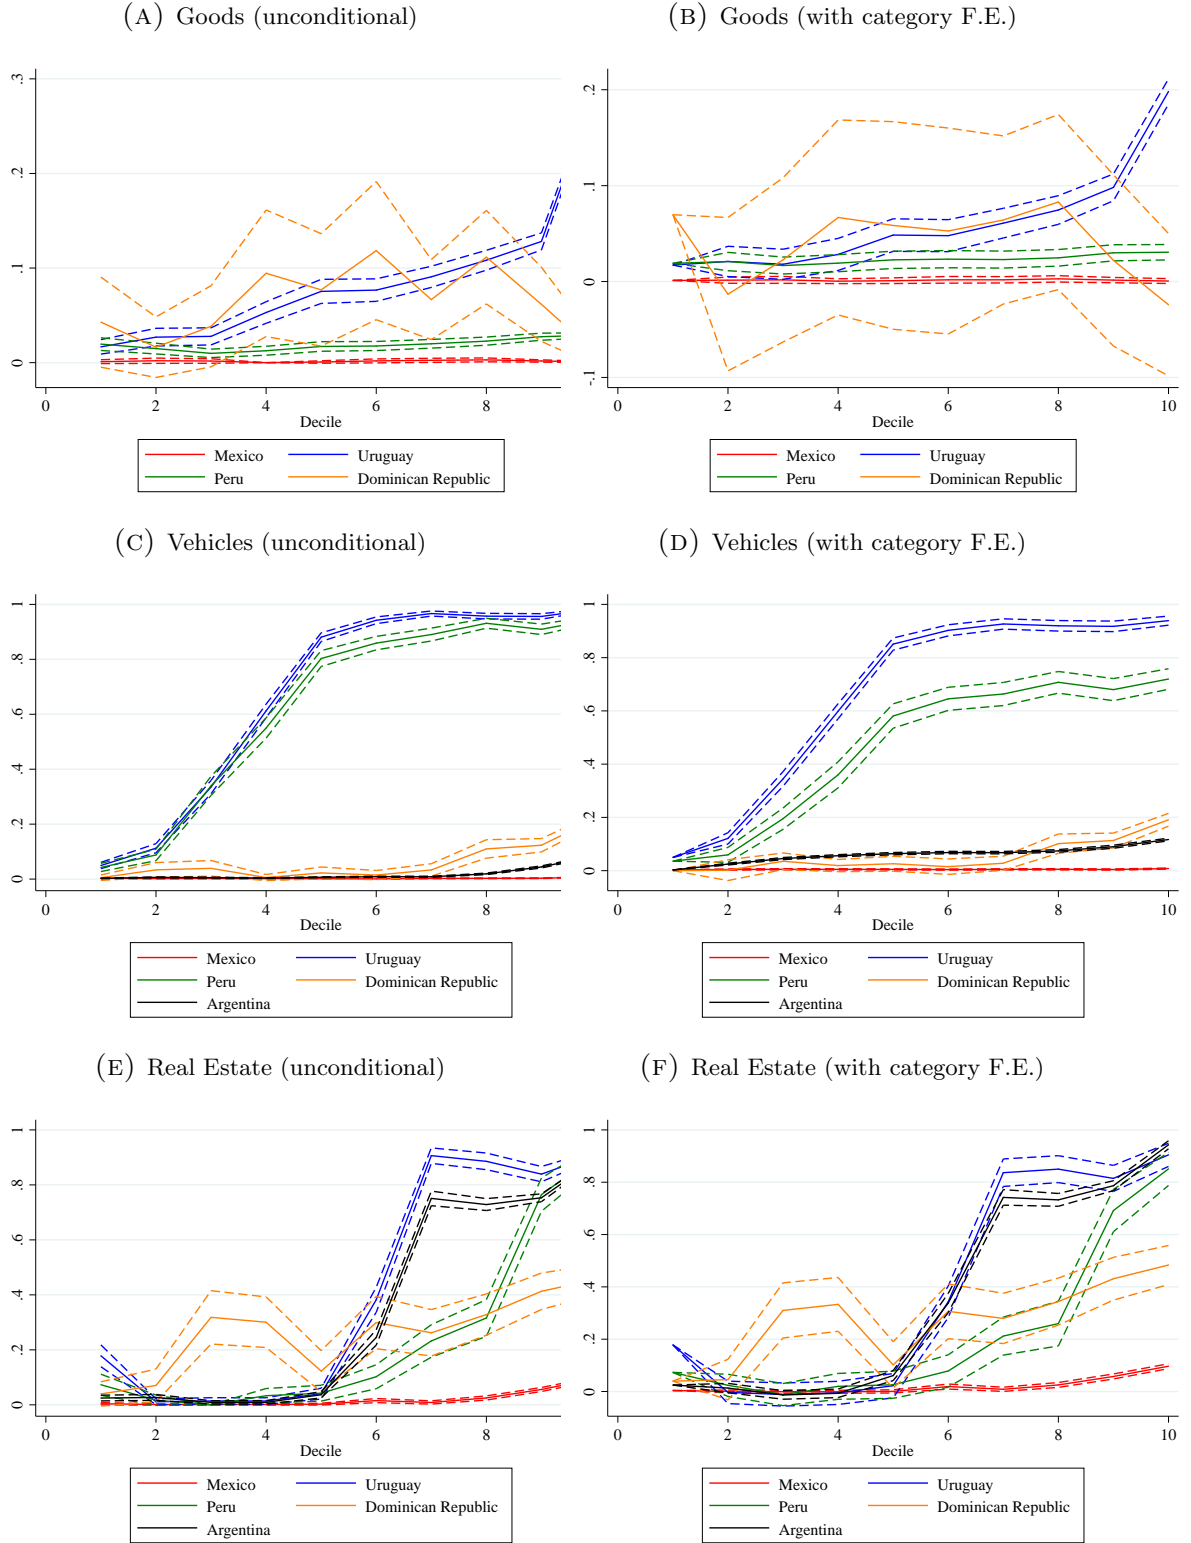 (A) Goods (unconditional)
.3
.2
.1
0
0 2 4 6 8
Decile
Mexico Uruguay
Peru Dominican Republic
(B) Goods (with category F.E.)
.2
.1
0
-.1
0 2 4 6 8 10
Decile
Mexico Uruguay
Peru Dominican Republic
(C) Vehicles (unconditional)
1
.8
.6
.4
.2
0
0 2 4 6 8
Decile
Mexico Uruguay
Peru Dominican Republic
Argentina
(D) Vehicles (with category F.E.)
1
.8
.6
.4
.2
0
0 2 4 6 8 10
Decile
Mexico Uruguay
Peru Dominican Republic
Argentina
(E) Real Estate (unconditional)
1
.8
.6
.4
.2
0
0 2 4 6 8
Decile
Mexico Uruguay
Peru Dominican Republic
Argentina
(F) Real Estate (with category F.E.)
1
.8
.6
.4
.2
0
0 2 4 6 8 10
Decile
Mexico Uruguay
Peru Dominican Republic
Argentina